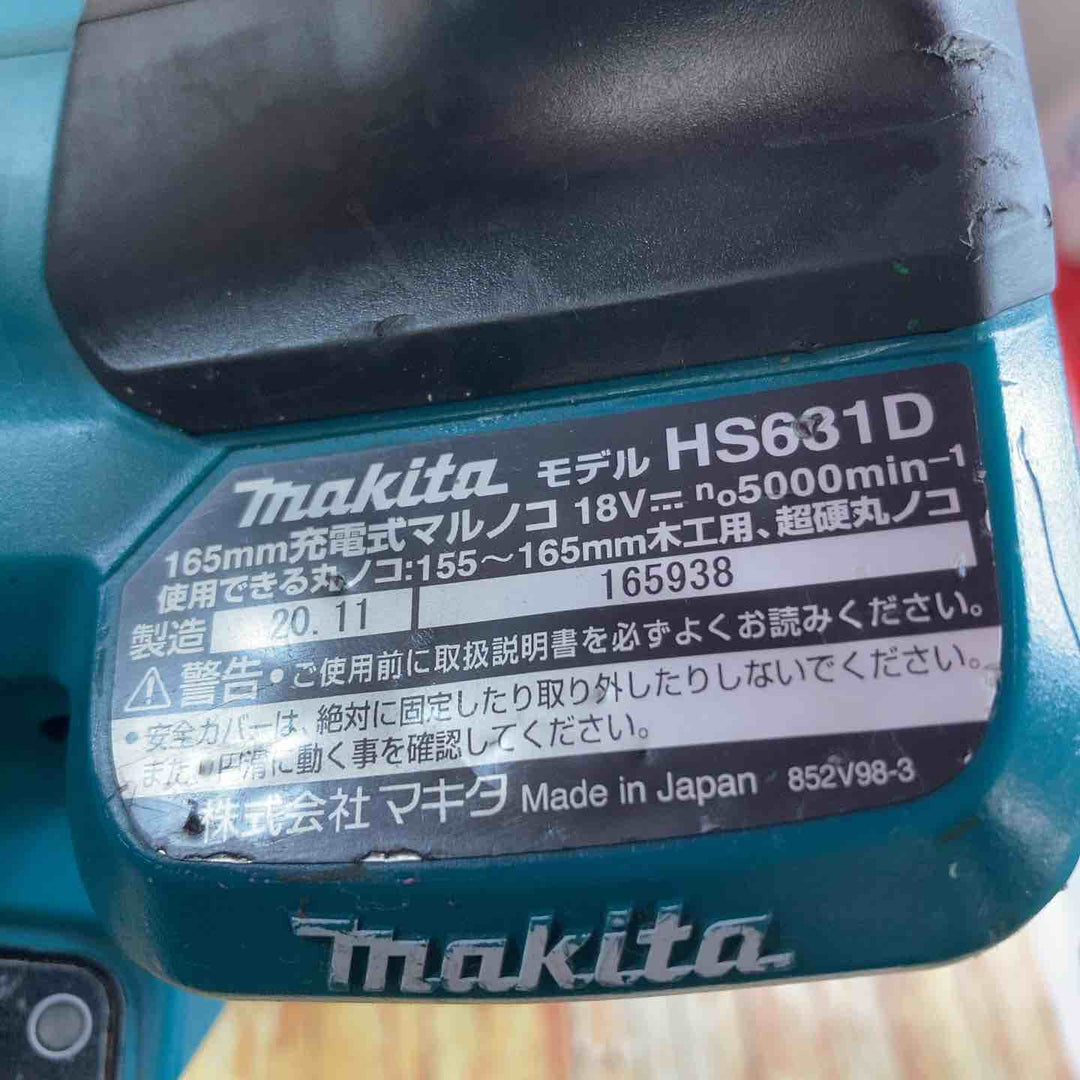 makita モデル HS631D
165mm充電式マルノコ 18V⎓ n₀5000min⁻¹
使用できる丸ノコ:155～165mm木工用、超硬丸ノコ
製造 20.11 165938
⚠警告・ご使用前に取扱説明書を必ずよくお読みください。
・安全カバーは、絶対に固定したり取り外したりしないでください。
また、円滑に動く事を確認してください。
株式会社 マキタ Made in Japan 852V98-3
makita